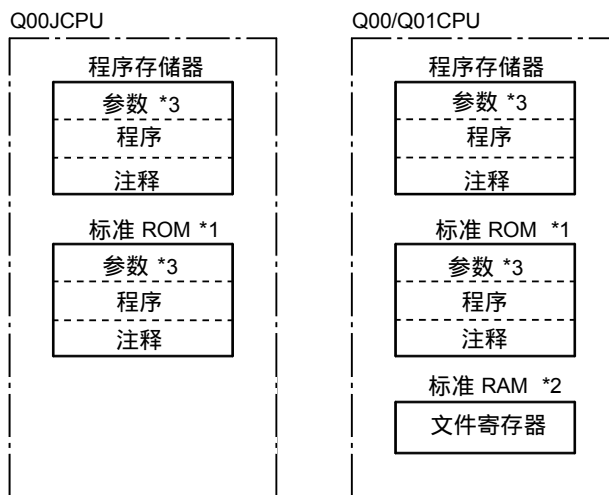 Q00JCPU
程序存储器
参数 *3
程序
注释
标准 ROM *1
参数 *3
程序
注释
Q00/Q01CPU
程序存储器
参数 *3
程序
注释
标准 ROM *1
参数 *3
程序
注释
标准 RAM *2
文件寄存器